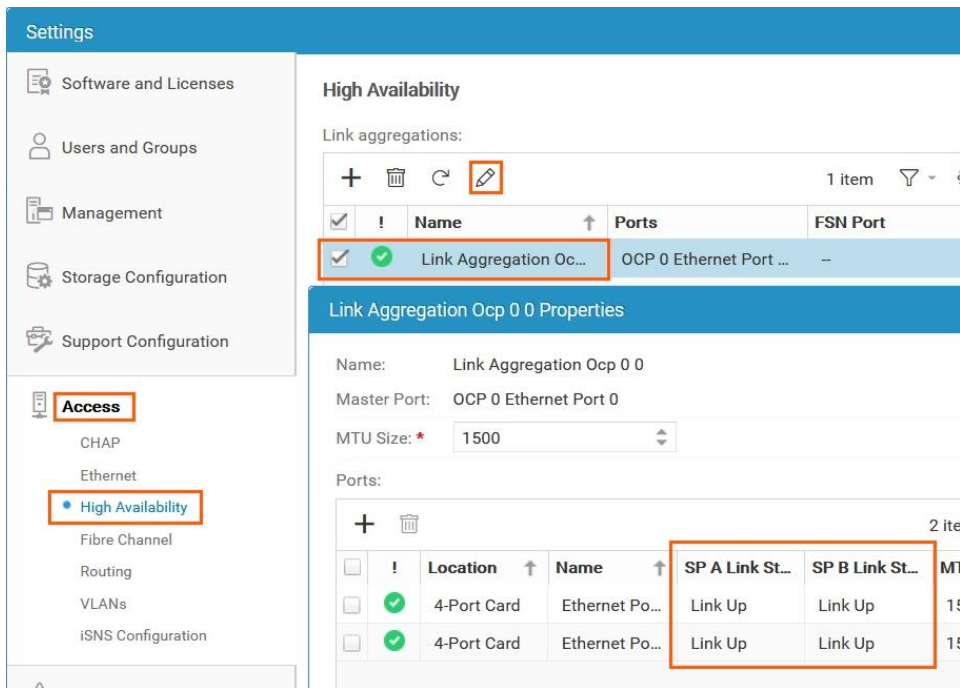 Settings
Software and Licenses
Users and Groups
Management
Storage Configuration
Support Configuration
Access
CHAP
Ethernet
High Availability
Fibre Channel
Routing
VLANs
iSNS Configuration
High Availability
Link aggregations:
1 item
! Name Ports FSN Port
Link Aggregation Oc... OCP 0 Ethernet Port ... --
Link Aggregation Ocp 0 0 Properties
Name: Link Aggregation Ocp 0 0
Master Port: OCP 0 Ethernet Port 0
MTU Size: * 1500
Ports:
2
! Location Name SP A Link St... SP B Link St...
4-Port Card Ethernet Po... Link Up Link Up
4-Port Card Ethernet Po... Link Up Link Up